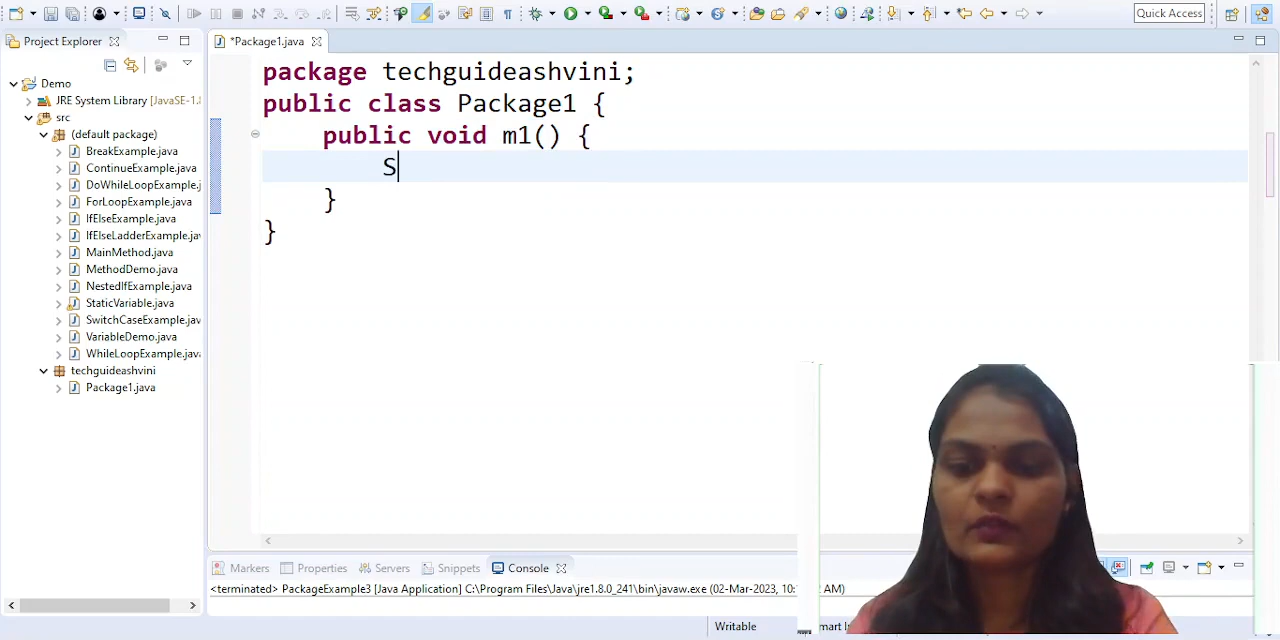 Quick Access
Project Explorer
*Package1.java
Demo
JRE System Library [JavaSE-1.8
src
(default package)
BreakExample.java
ContinueExample.java
DoWhileLoopExample.j
ForLoopExample.java
IfElseExample.java
IfElseLadderExample.jav
MainMethod.java
MethodDemo.java
NestedIfExample.java
StaticVariable.java
SwitchCaseExample.jav
VariableDemo.java
WhileLoopExample.java
techguideashvini
Package1.java
package techguideashvini;
public class Package1 {
public void m1() {
S
}
}
Markers
Properties
Servers
Snippets
Console
<terminated> PackageExample3 [Java Application] C:\Program Files\Java\jre1.8.0_241\bin\javaw.exe (02-Mar-2023, 10:
AM)
Writable